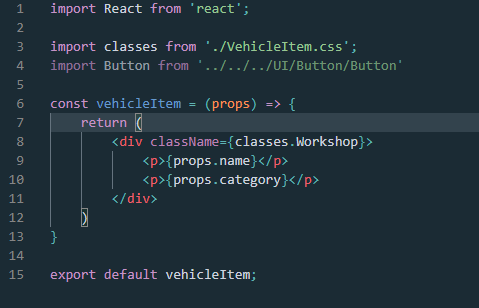 1 import React from 'react';
2
3 import classes from './VehicleItem.css';
4 import Button from '../../../UI/Button/Button'
5
6 const vehicleItem = (props) => {
7     return (
8         <div className={classes.Workshop}>
9             <p>{props.name}</p>
10             <p>{props.category}</p>
11         </div>
12     )
13 }
14
15 export default vehicleItem;